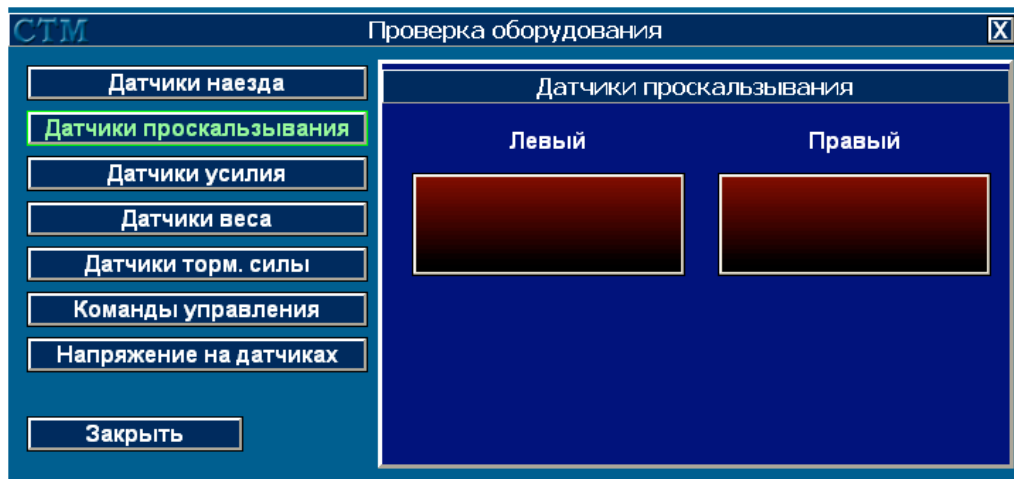 СТМ
Проверка оборудования
X
Датчики наезда
Датчики проскальзывания
Датчики усилия
Датчики веса
Датчики торм. силы
Команды управления
Напряжение на датчиках
Закрыть
Датчики проскальзывания
Левый
Правый